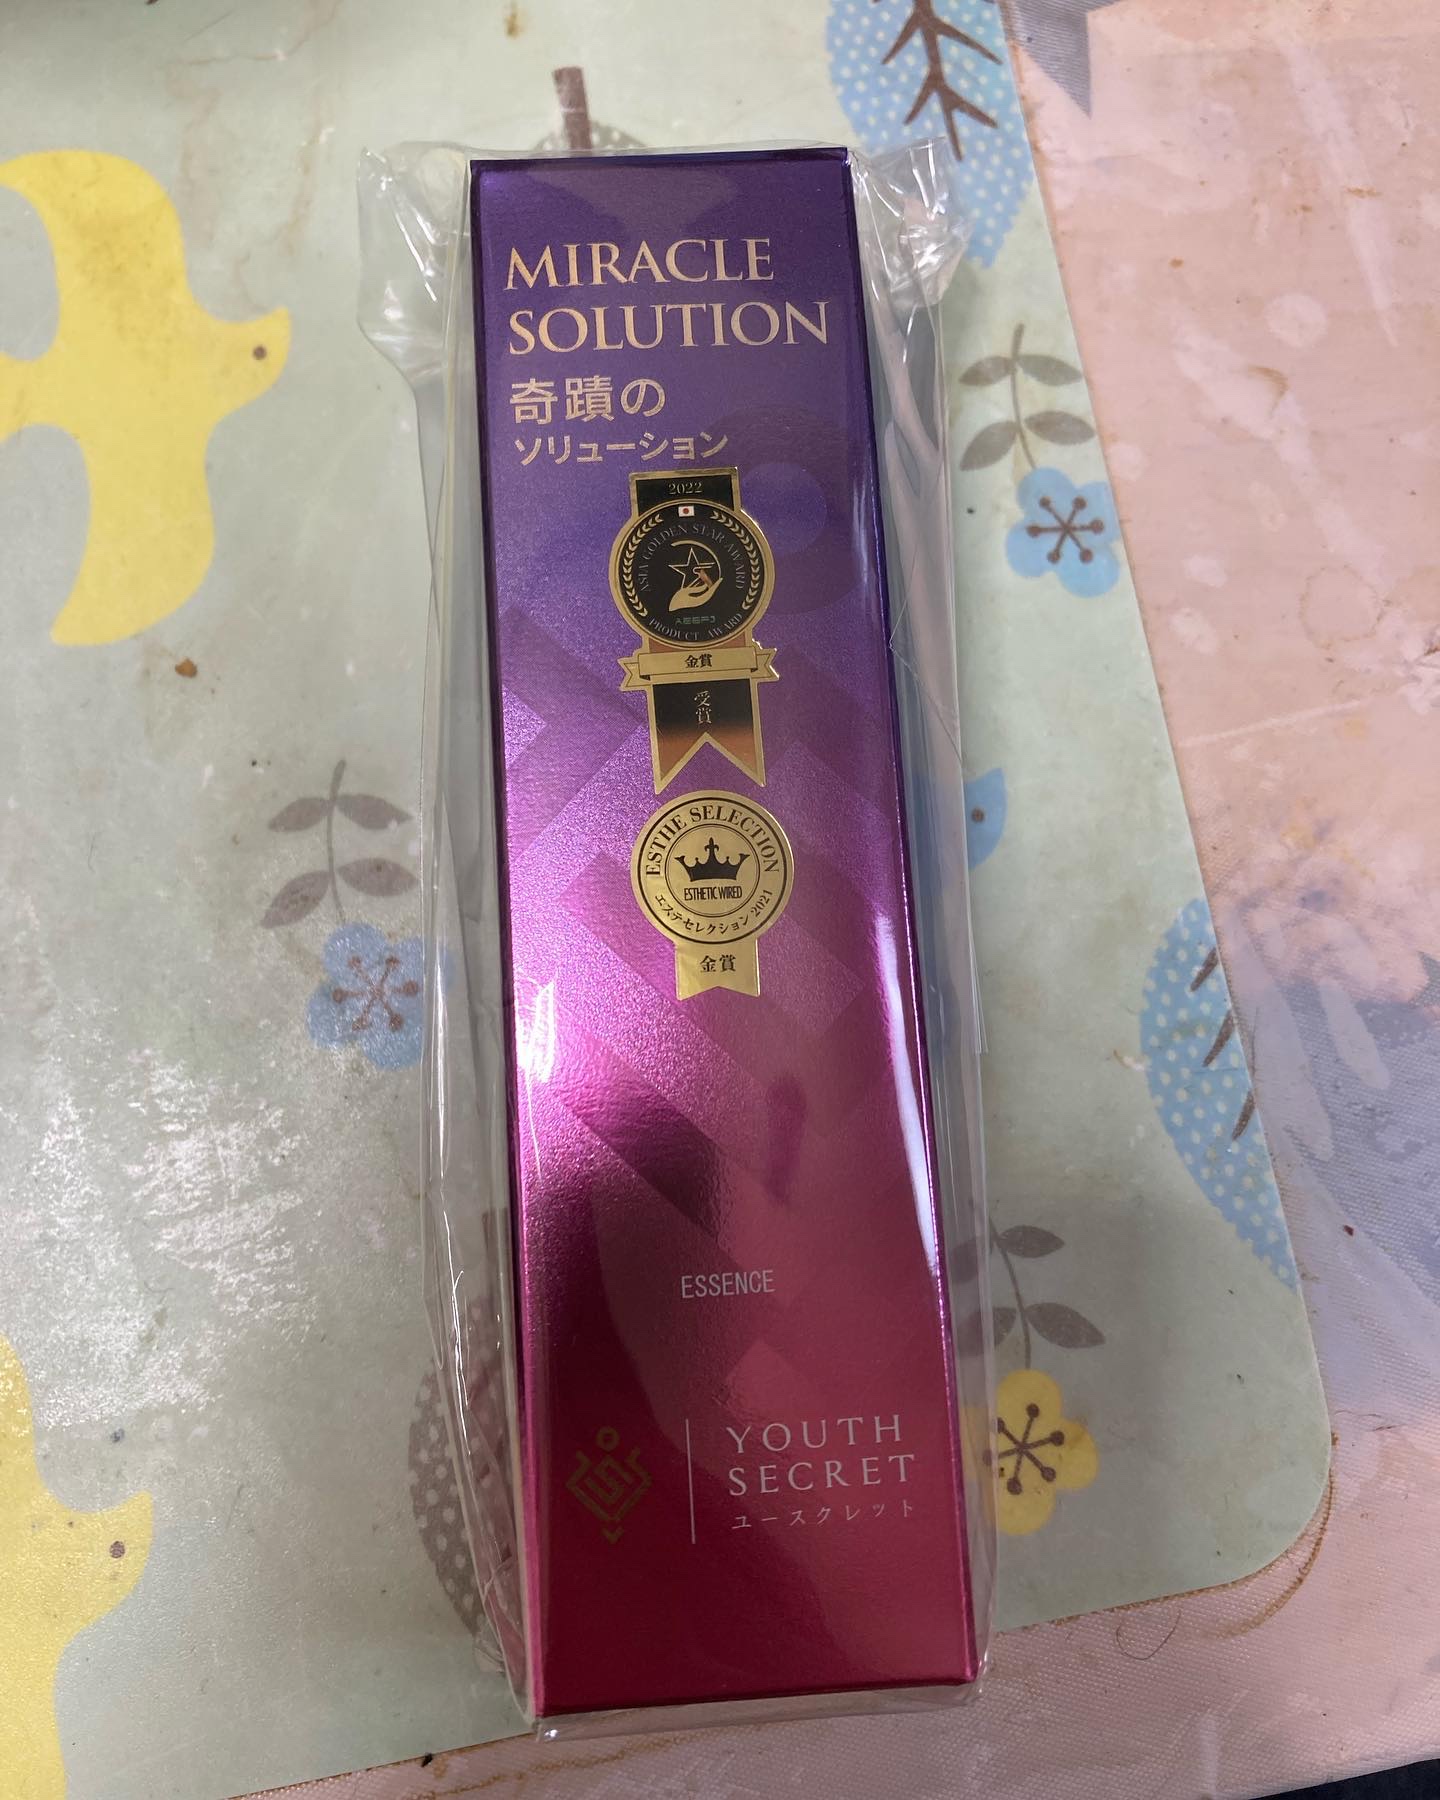 MIRACLE
SOLUTION
奇蹟の
ソリューション
2022
ASIA GOLDEN STAR AWARD
PRODUCT AWARD
金賞
受賞
ESTHE SELECTION
ESTHETIC WIRED
エステセレクション 2021
金賞
ESSENCE
YOUTH
SECRET
ユースクレット